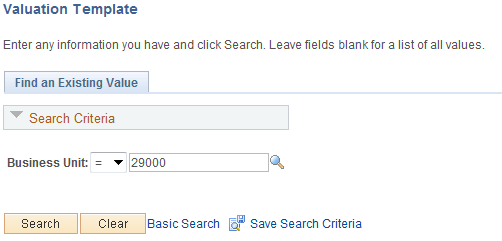 Valuation Template
Enter any information you have and click Search. Leave fields blank for a list of all values.
Find an Existing Value
Search Criteria
Business Unit: = 29000
Search Clear Basic Search Save Search Criteria